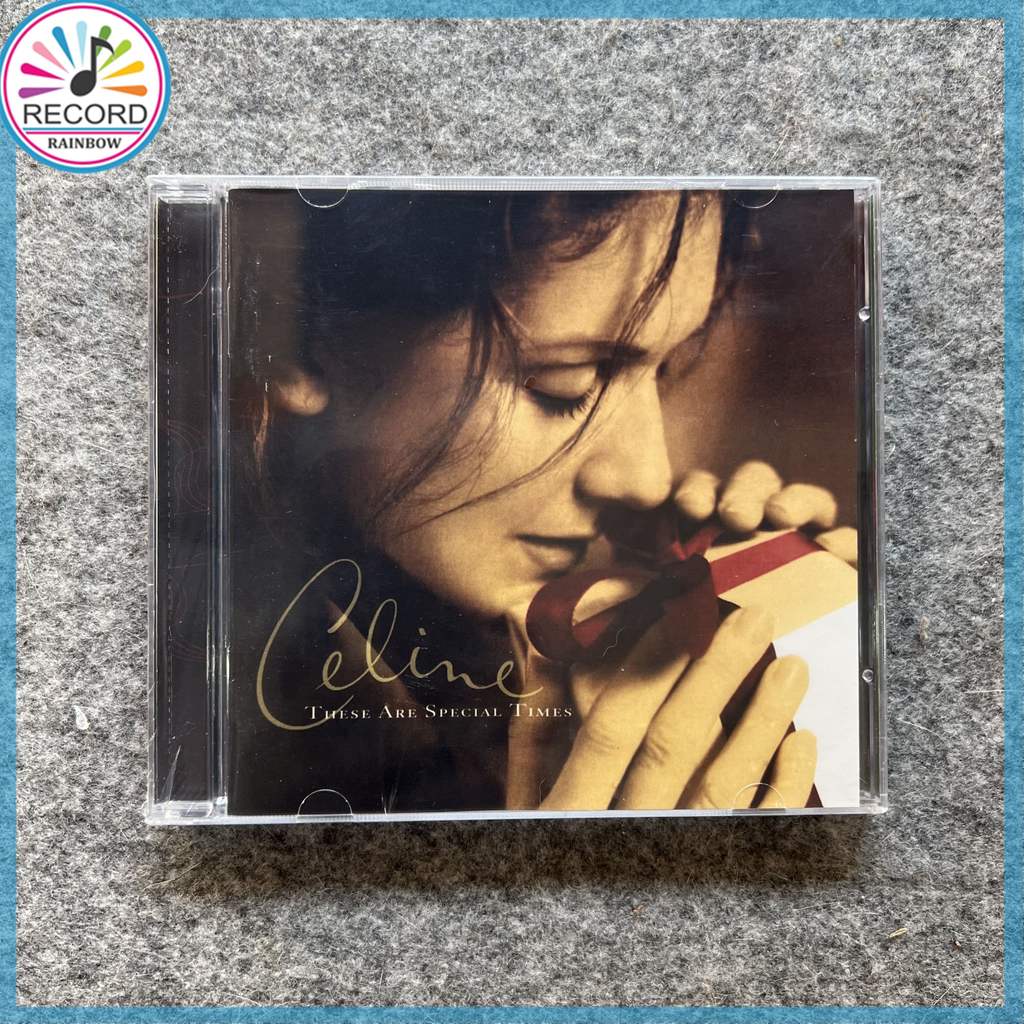 RECORD
RAINBOW
Celine
THESE ARE SPECIAL TIMES